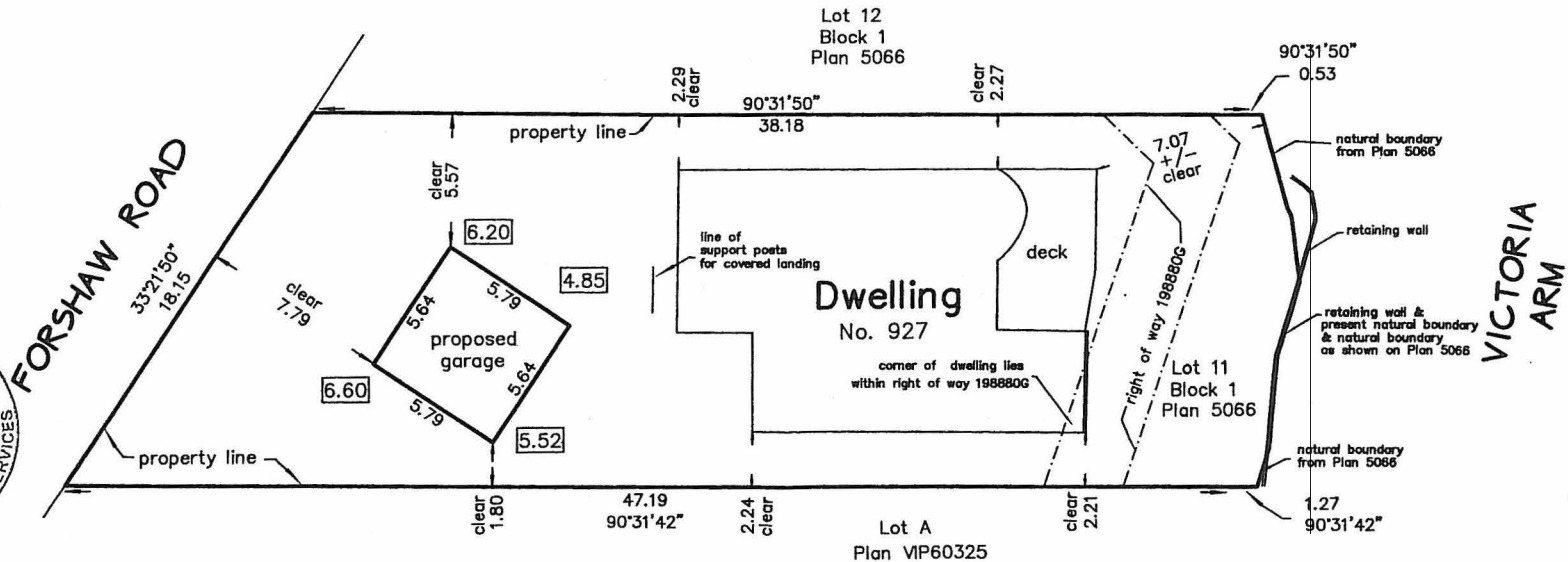 Lot 12
Block 1
Plan 5066
90°31'50"
0.53
2.29
clear
90°31'50"
38.18
clear
2.27
property line
natural boundary
from Plan 5066
7.07
+/-
clear
clear
5.57
FORSHAW ROAD
33°21'50"
18.15
clear
7.79
6.20
5.79
4.85
5.64
proposed
garage
5.64
6.60
5.79
5.52
line of
support posts
for covered landing
deck
Dwelling
No. 927
corner of dwelling lies
within right of way 198880G
right of way 198880G
right of way 198880G
Lot 11
Block 1
Plan 5066
retaining wall
VICTORIA
ARM
retaining wall &
present natural boundary
& natural boundary
as shown on Plan 5066
natural boundary
from Plan 5066
property line
clear
1.80
47.19
90°31'42"
2.24
clear
Lot A
Plan VIP60325
clear
2.21
1.27
90°31'42"